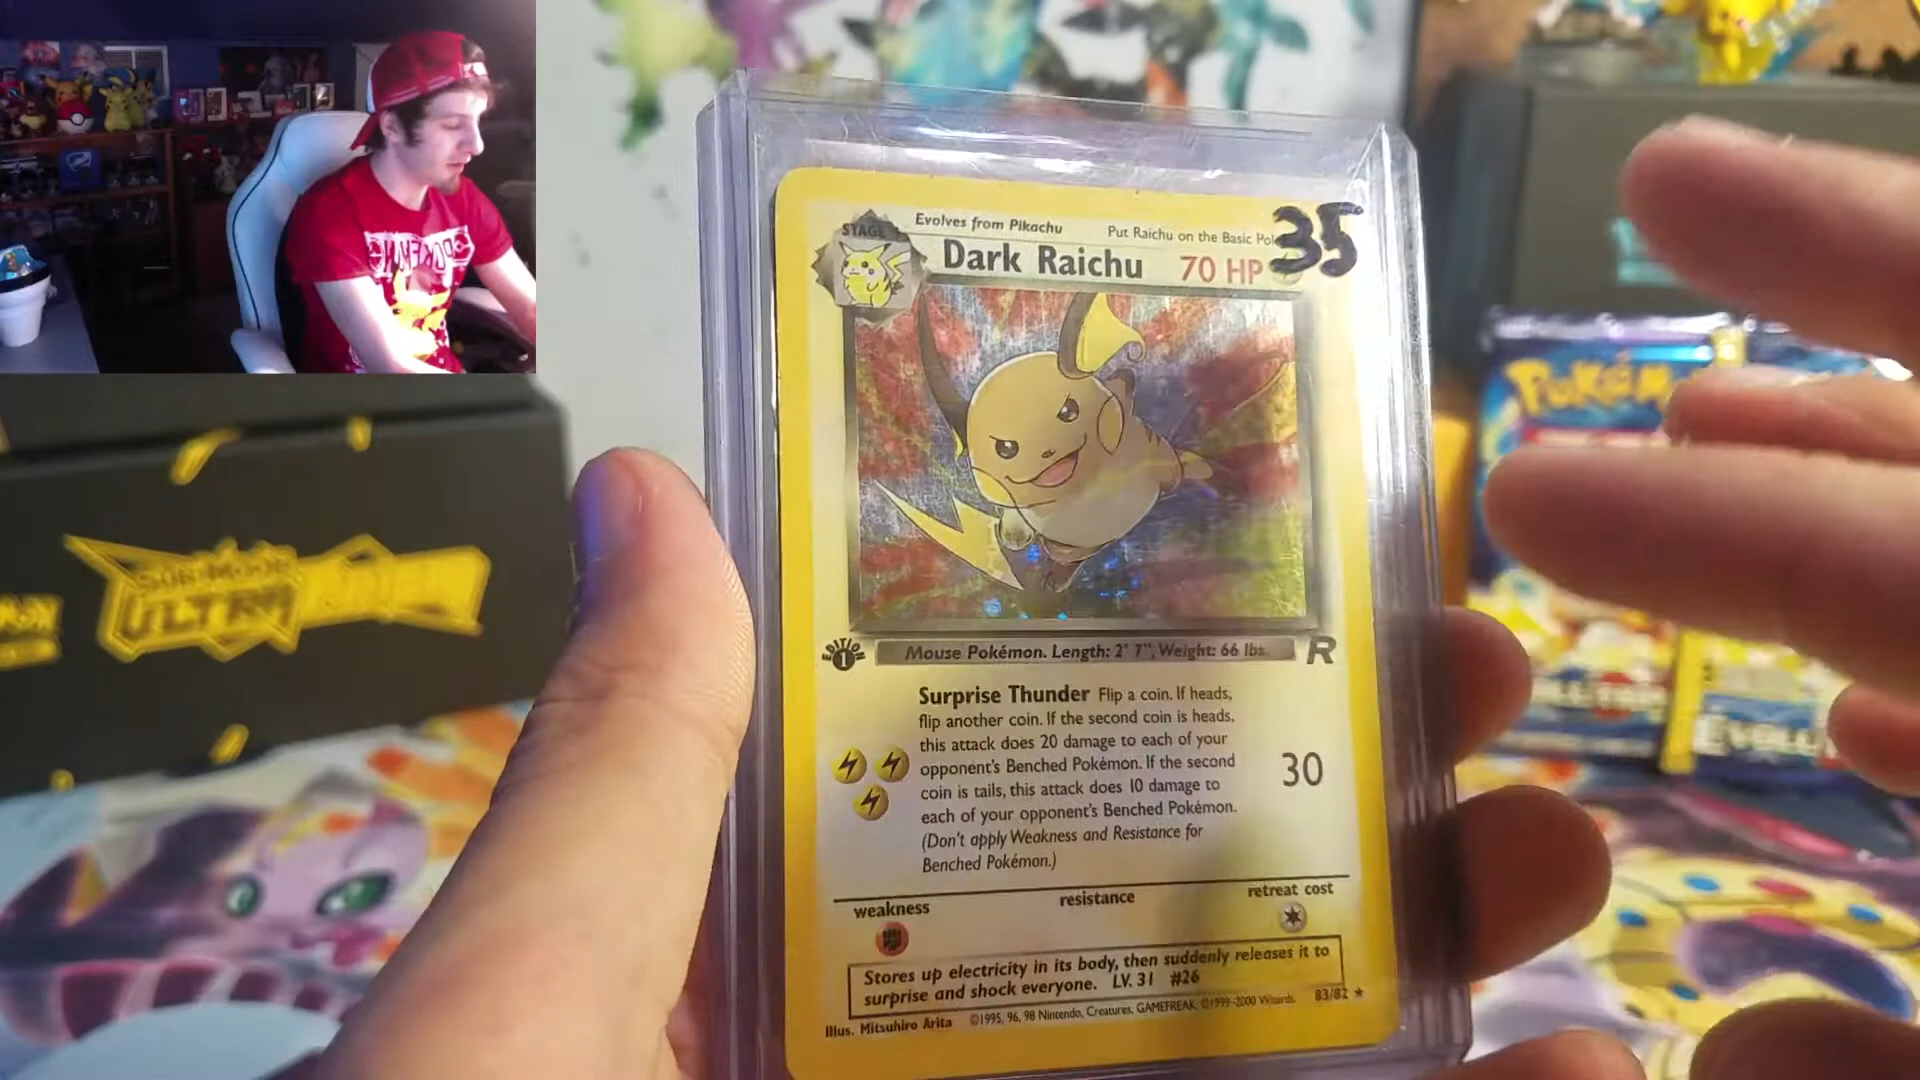 STAGE
Evolves from Pikachu
Put Raichu on the Basic
35
Dark Raichu 70 HP
EDITION
1
Mouse Pokémon. Length: 2' 7", Weight: 66 lbs.
R
Surprise Thunder Flip a coin. If heads,
flip another coin. If the second coin is heads,
this attack does 20 damage to each of your
opponent's Benched Pokémon. If the second
coin is tails, this attack does 10 damage to
each of your opponent's Benched Pokémon.
(Don't apply Weakness and Resistance for
Benched Pokémon.)
30
weakness
resistance
retreat cost
Stores up electricity in its body, then suddenly releases it to
surprise and shock everyone. LV. 31 #26
Illus. Mitsuhiro Arita
©1995, 96, 98 Nintendo, Creatures, GAMEFREAK. ©1999-2000 Wizards.
83/82
SUN & MOON
ULTRA
POKéM